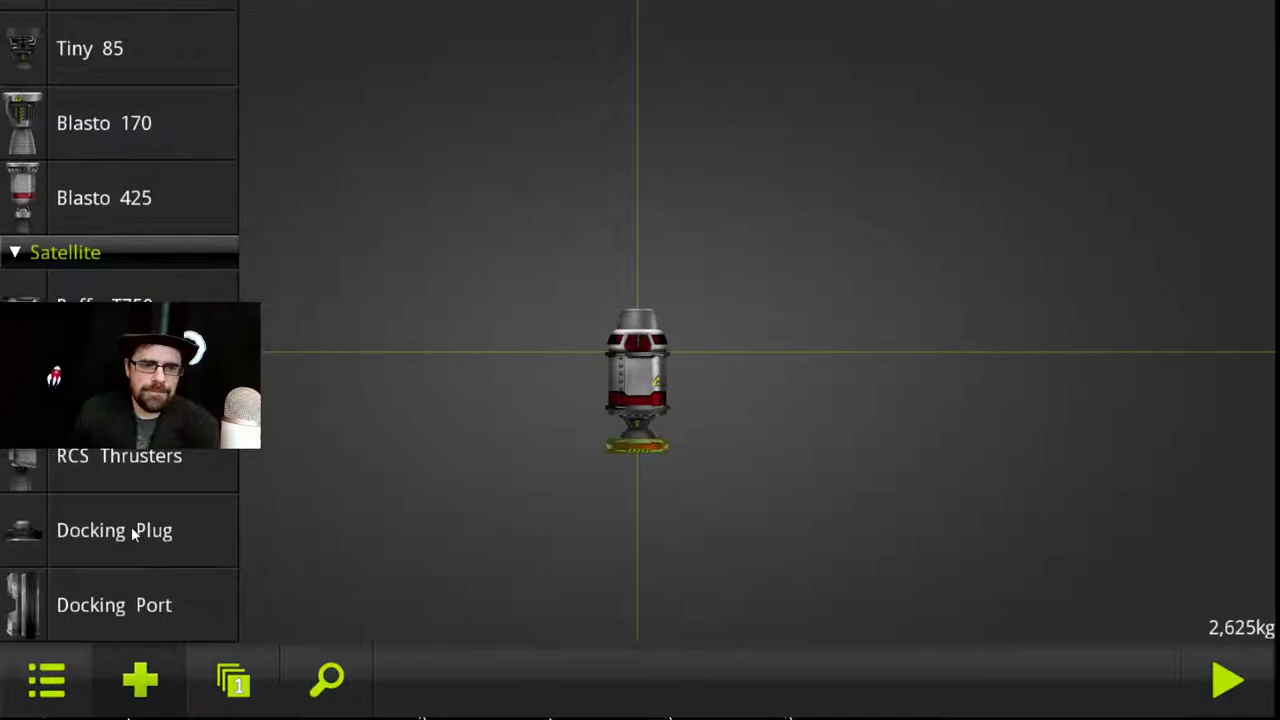 Tiny 85
Blasto 170
Blasto 425
Satellite
RCS Thrusters
Docking Plug
Docking Port
2,625kg
1